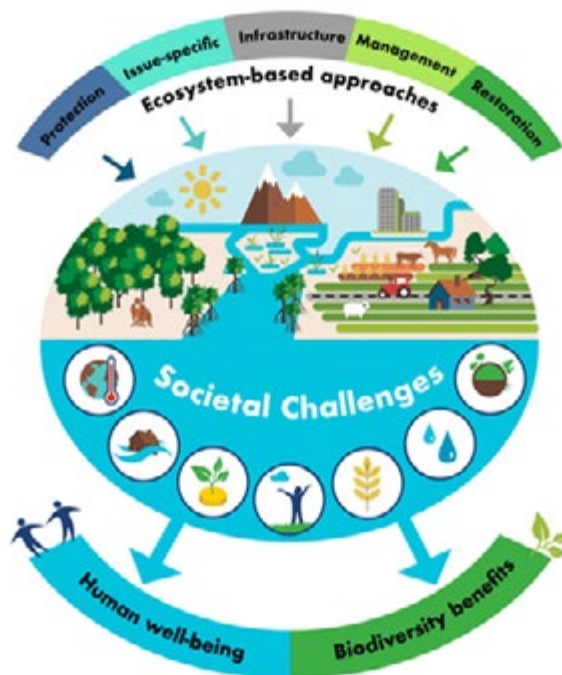 Protection
Issue-specific
Infrastructure
Management
Restoration
Ecosystem-based approaches
Societal Challenges
Human well-being
Biodiversity benefits